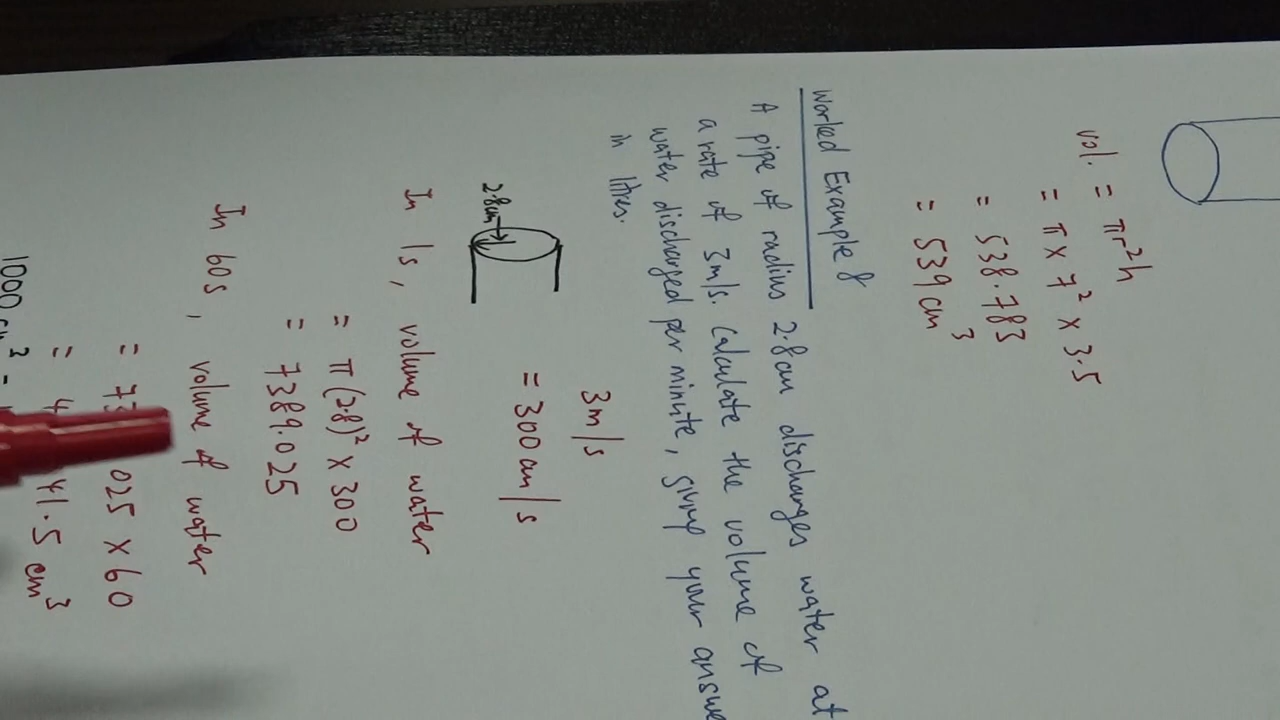 vol. = πr²h
= π × 7² × 3.5
= 538.783
= 539 cm³
Worked Example 8
A pipe of radius 2.8cm discharges water at
a rate of 3m/s. Calculate the volume of
water discharged per minute, giving your
in litres.
3m/s
= 300cm/s
2.8cm
In 1s, volume of water
= π(2.8)² × 300
= 7389.025
In 60s, volume of water
= 73 025 × 60
= 4 41.5 cm³
1000 cm³ =